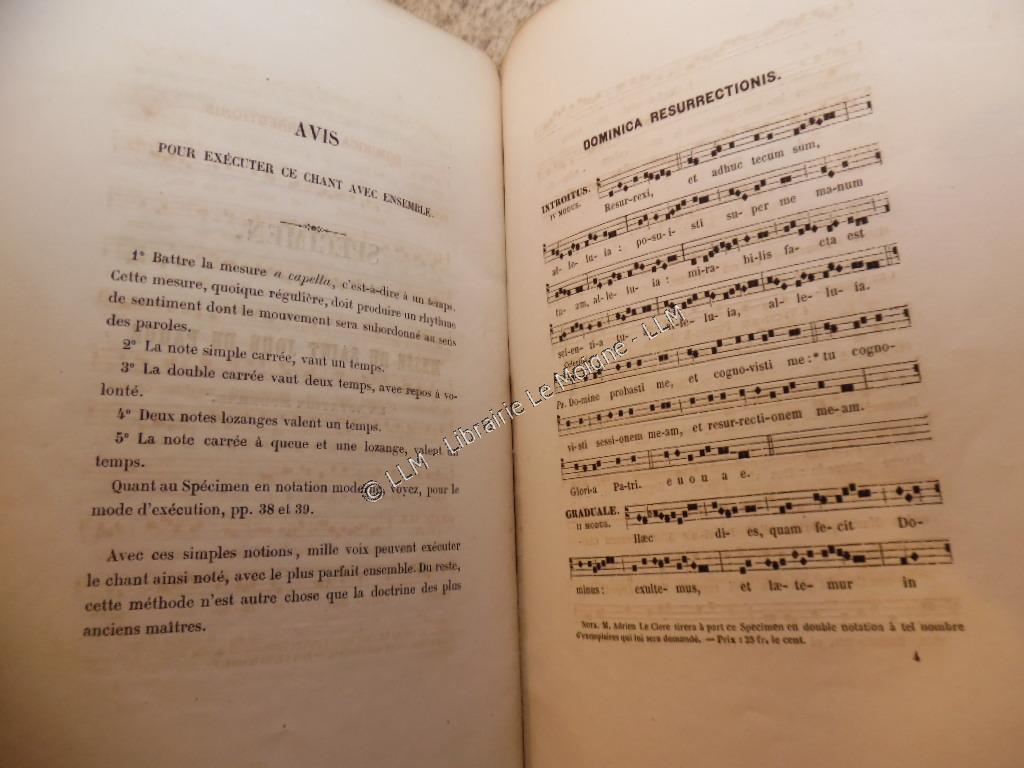 AVIS
POUR EXÉCUTER CE CHANT AVEC ENSEMBLE.
1° Battre la mesure a capella, c'est-à-dire à un temps.
Cette mesure, quoique régulière, doit produire un rhythme
de sentiment dont le mouvement sera subordonné au sens
des paroles.
2° La note simple carrée, vaut un temps.
3° La double carrée vaut deux temps, avec repos à vo-
lonté.
4° Deux notes lozanges valent un temps.
5° La note carrée à queue et une lozange, valent un
temps.
Quant au Spécimen en notation moderne, voyez, pour le
mode d'exécution, pp. 38 et 39.
Avec ces simples notions, mille voix peuvent exécuter
le chant ainsi noté, avec le plus parfait ensemble. Du reste,
cette méthode n'est autre chose que la doctrine des plus
anciens maîtres.
DOMINICA RESURRECTIONIS.
INTROITUS.
IV MODUS.
Resur-rexi, et adhuc tecum sum,
al- le- lu- ia : po-su-i- sti su- per me ma-num
tu- am, al-le- lu- ia : mi-ra- bi-lis fa- cta est
sci-en- ti-a tu- al-le- lu- ia, al- le- lu- ia.
Ps. Do-mine probasti me, et cogno-visti me :* tu cogno-
vi-sti sessi-onem me-am, et resur-recti-onem me-am.
Glori-a Pa-tri. e u o u a e.
GRADUALE.
II MODUS.
Hæc di- es, quam fe- cit Do-
minus : exulte- mus, et læ- te- mur in
Nota. M. Adrien Le Clere tirera à part ce Specimen en double notation à tel nombre
d'exemplaires qui lui sera demandé. — Prix : 25 fr. le cent.
4
© LLM - Librairie Le Moigne - LLM